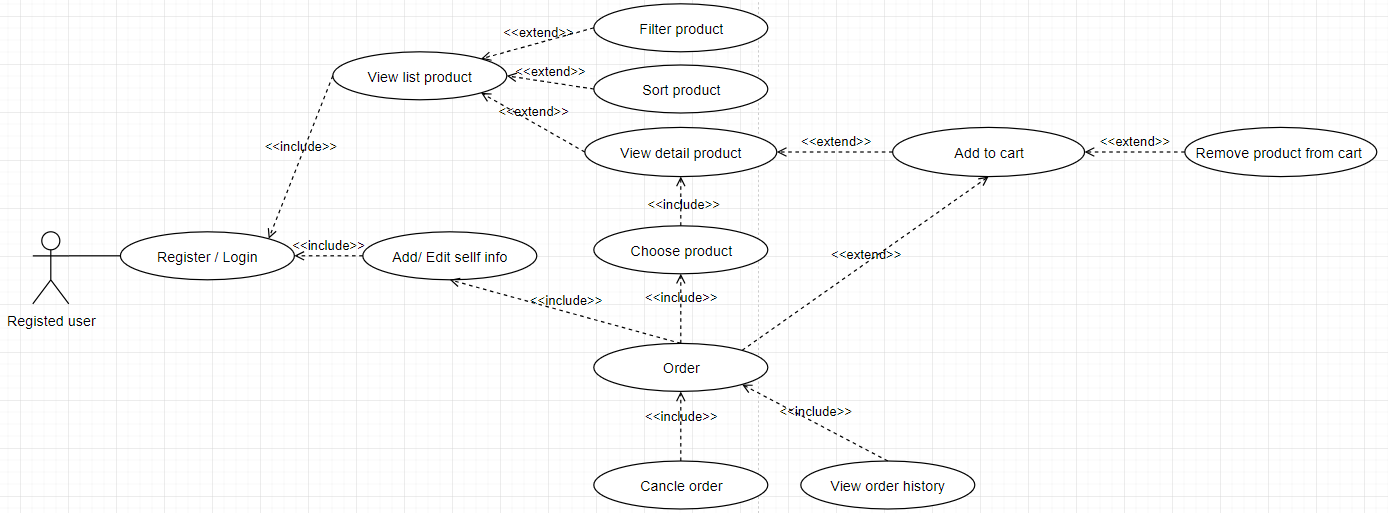 Filter product
<<extend>>
View list product
<<extend>>
Sort product
<<extend>>
View detail product
<<extend>>
Add to cart
<<extend>>
Remove product from cart
<<include>>
<<include>>
Choose product
Register / Login
<<include>>
Add/ Edit sellf info
<<extend>>
Registed user
<<include>>
<<include>>
Order
<<include>>
<<include>>
Cancle order
View order history